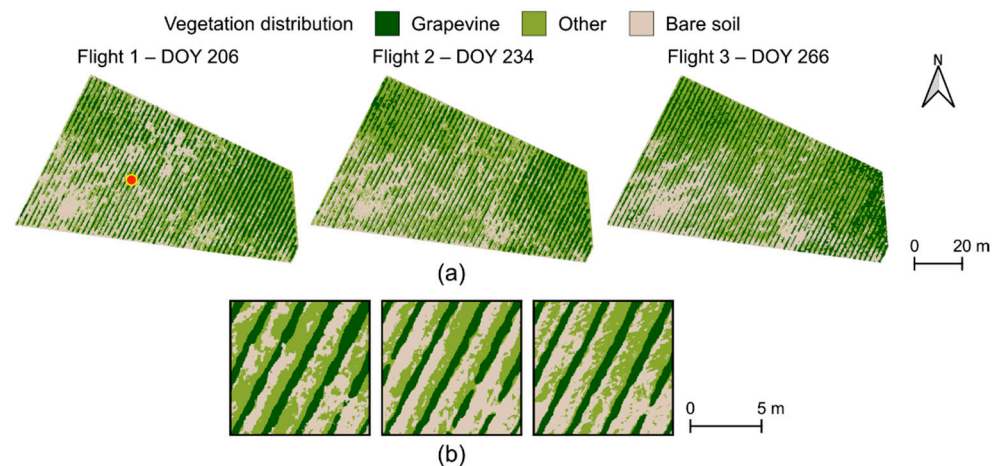 Vegetation distribution Grapevine Other Bare soil
Flight 1 – DOY 206 Flight 2 – DOY 234 Flight 3 – DOY 266
N
0 20 m
(a)
0 5 m
(b)